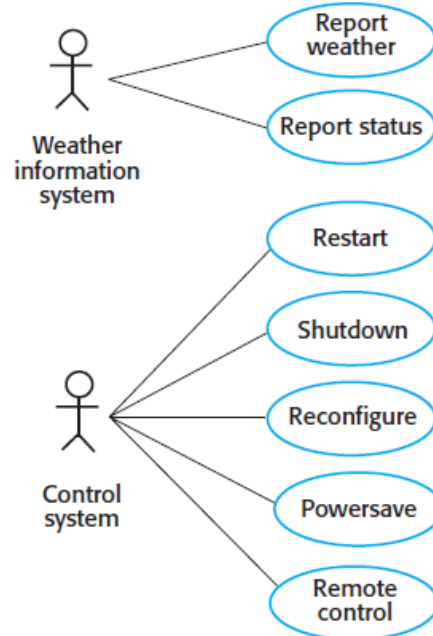 Report
weather
Report status
Weather
information
system
Restart
Shutdown
Reconfigure
Control
system
Powersave
Remote
control